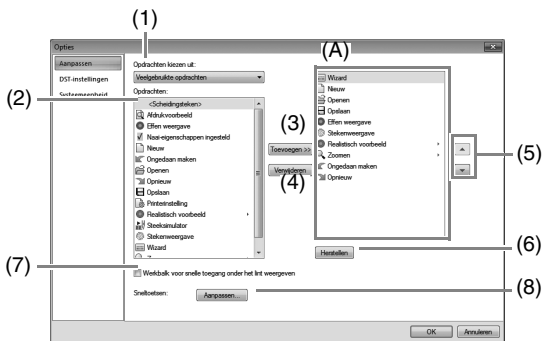 (1)
Opties
(A)
Aanpassen
DST-instellingen
Systeemeenheid
Opdrachten kiezen uit:
Veelgebruikte opdrachten
(2)
Opdrachten:
<Scheidingsteken>
Afdrukvoorbeeld
Effen weergave
Naai-eigenschappen ingesteld
Nieuw
Ongedaan maken
Openen
Opnieuw
Opslaan
Printerinstelling
Realistisch voorbeeld
Steeksimulator
Stekenweergave
Wizard
(3)
Toevoegen >>
Verwijderen
(4)
Wizard
Nieuw
Openen
Opslaan
Effen weergave
Stekenweergave
Realistisch voorbeeld
Zoomen
Ongedaan maken
Opnieuw
(5)
Herstellen
(6)
(7)
Werkbalk voor snelle toegang onder het lint weergeven
Sneltoetsen:
Aanpassen...
(8)
OK
Annuleren